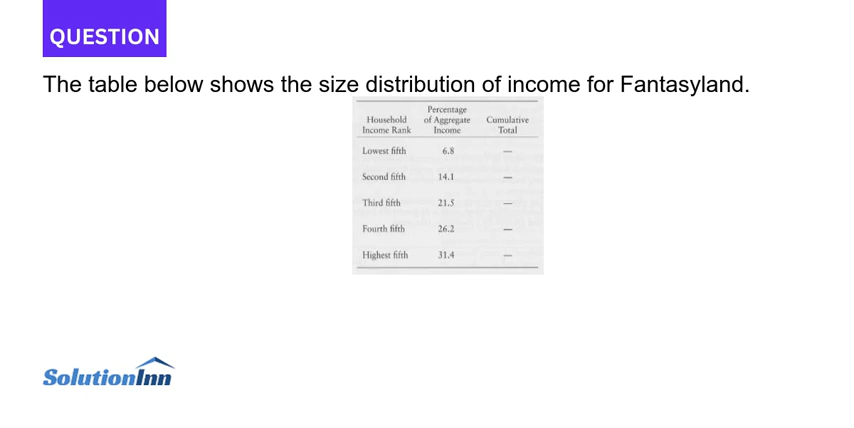 QUESTION
The table below shows the size distribution of income for Fantasyland.
Percentage
Household of Aggregate Cumulative
Income Rank Income Total
Lowest fifth 6.8 —
Second fifth 14.1 —
Third fifth 21.5 —
Fourth fifth 26.2 —
Highest fifth 31.4 —
SolutionInn